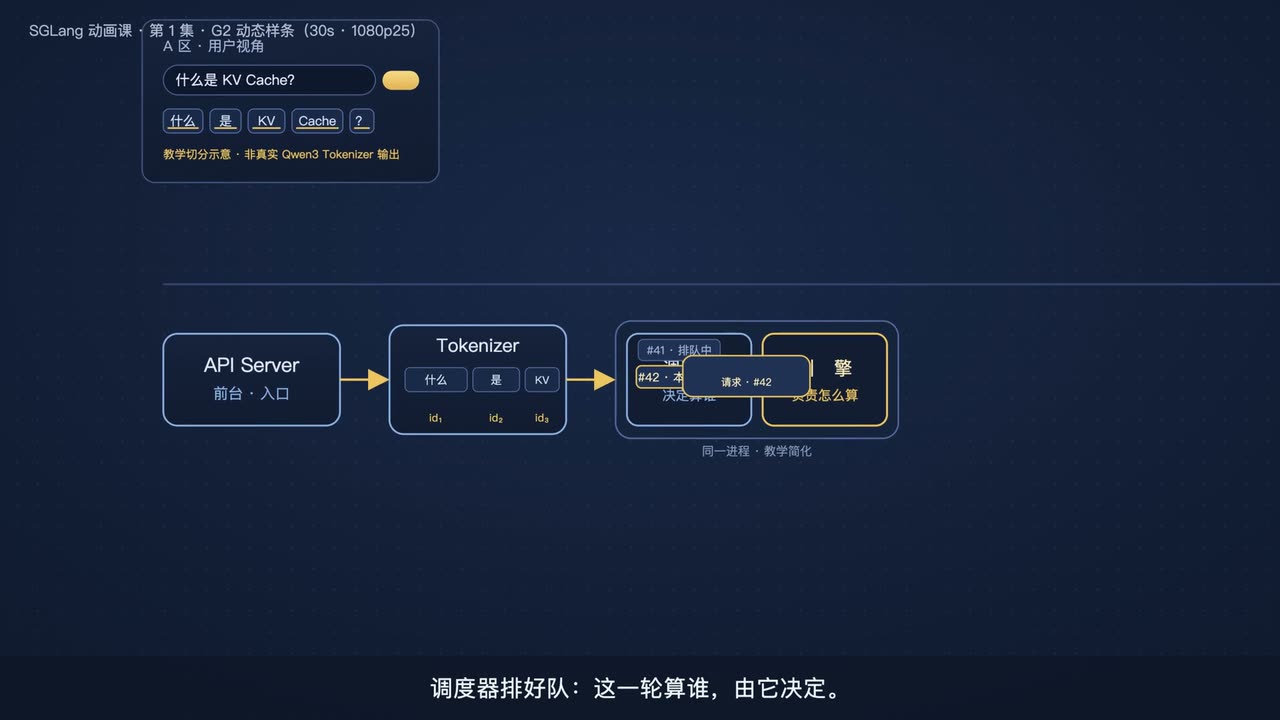 SGLang 动画课 · 第 1 集 · G2 动态样条（30s · 1080p25）
A 区 · 用户视角
什么是 KV Cache?
什么 是 KV Cache ?
教学切分示意 · 非真实 Qwen3 Tokenizer 输出
API Server
前台 · 入口
Tokenizer
什么 是 KV
id₁ id₂ id₃
#41 · 排队中
#42 · 本
请求 · #42
决定算谁
擎
负责怎么算
同一进程 · 教学简化
调度器排好队：这一轮算谁，由它决定。